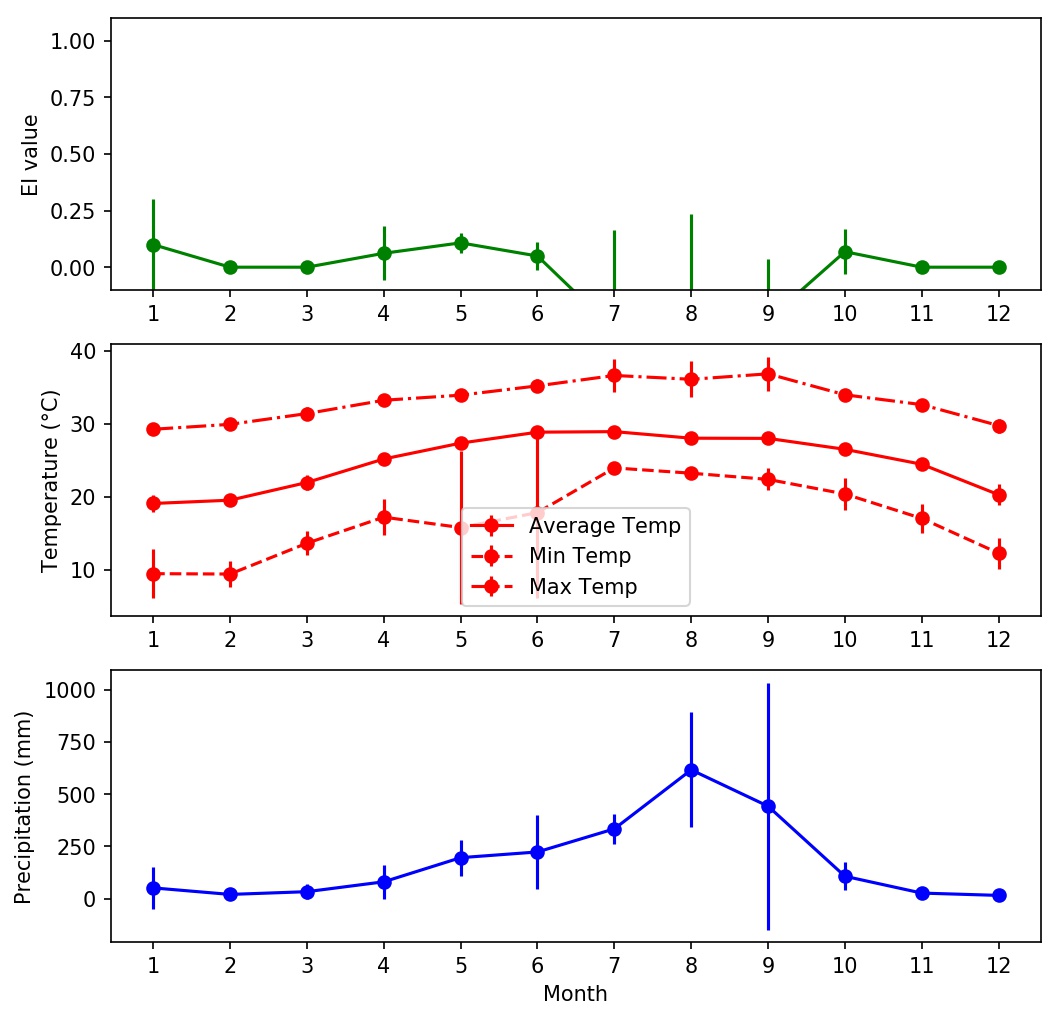 EI value
1.00
0.75
0.50
0.25
0.00
1 2 3 4 5 6 7 8 9 10 11 12
Temperature (°C)
40
30
20
10
Average Temp
Min Temp
Max Temp
1 2 3 4 5 6 7 8 9 10 11 12
Precipitation (mm)
1000
750
500
250
0
1 2 3 4 5 6 7 8 9 10 11 12
Month